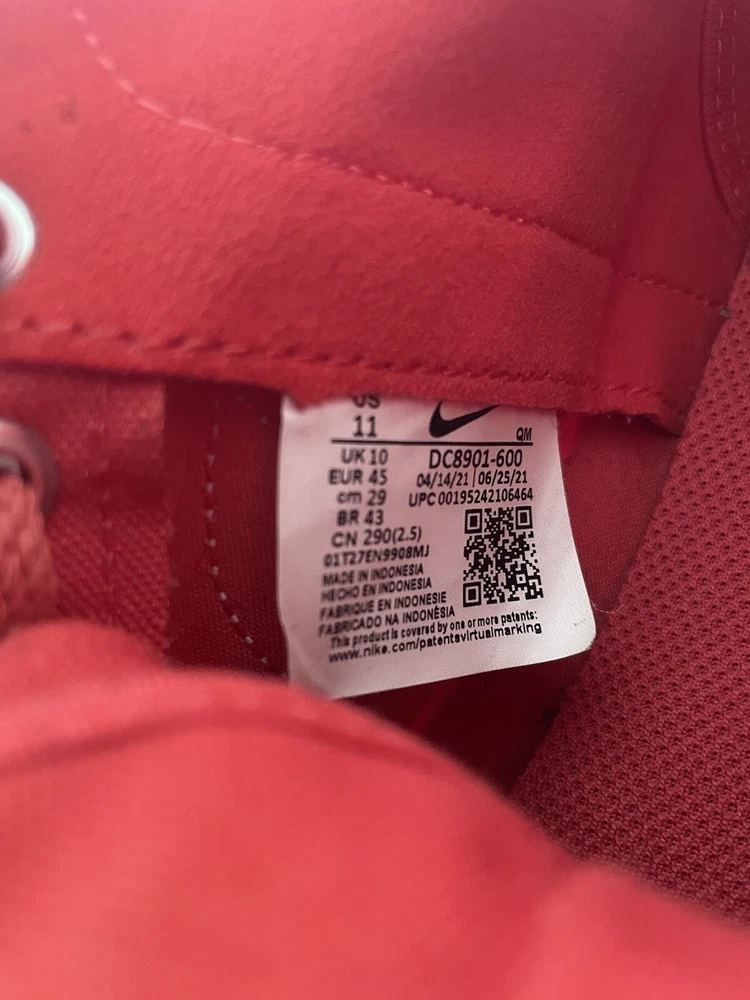 US
11
QM
UK 10
DC8901-600
EUR 45
04/14/21 06/25/21
cm 29
UPC 00195242106464
BR 43
CN 290(2.5)
01T27EN9908MJ
MADE IN INDONESIA
HECHO EN INDONESIA
FABRIQUE EN INDONESIE
FABRICADO NA INDONÉSIA
This product is covered by one or more patents:
www.nike.com/patentsvirtualmarking